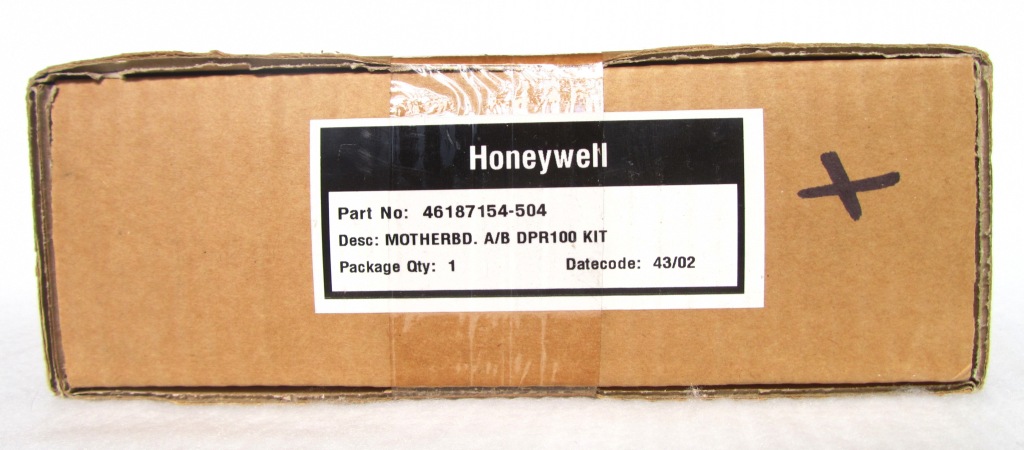 Honeywell
Part No: 46187154-504
Desc: MOTHERBD. A/B DPR100 KIT
Package Qty: 1 Datecode: 43/02